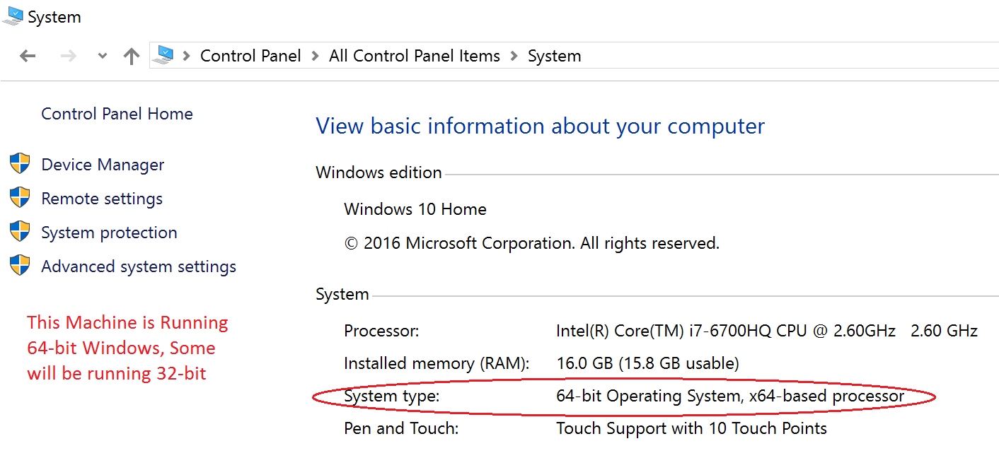 System
Control Panel All Control Panel Items System
Control Panel Home
Device Manager
Remote settings
System protection
Advanced system settings
This Machine is Running
64-bit Windows, Some
will be running 32-bit
View basic information about your computer
Windows edition
Windows 10 Home
© 2016 Microsoft Corporation. All rights reserved.
System
Processor: Intel(R) Core(TM) i7-6700HQ CPU @ 2.60GHz 2.60 GHz
Installed memory (RAM): 16.0 GB (15.8 GB usable)
System type: 64-bit Operating System, x64-based processor
Pen and Touch: Touch Support with 10 Touch Points